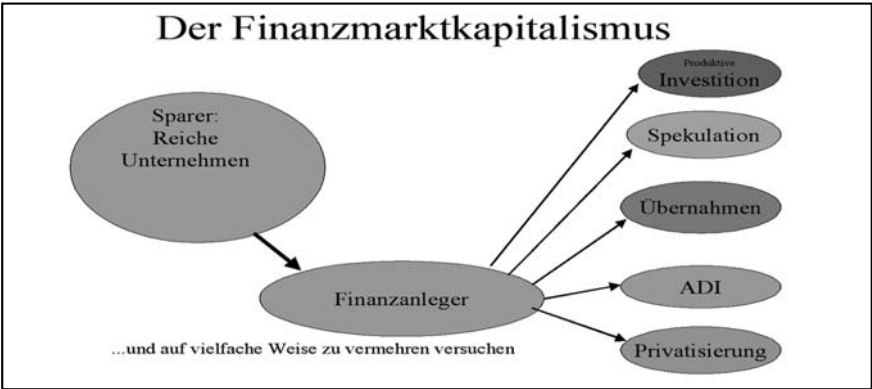 Der Finanzmarktkapitalismus
Sparer:
Reiche
Unternehmen
Produktive
Investition
Spekulation
Übernahmen
ADI
Privatisierung
Finanzanleger
...und auf vielfache Weise zu vermehren versuchen